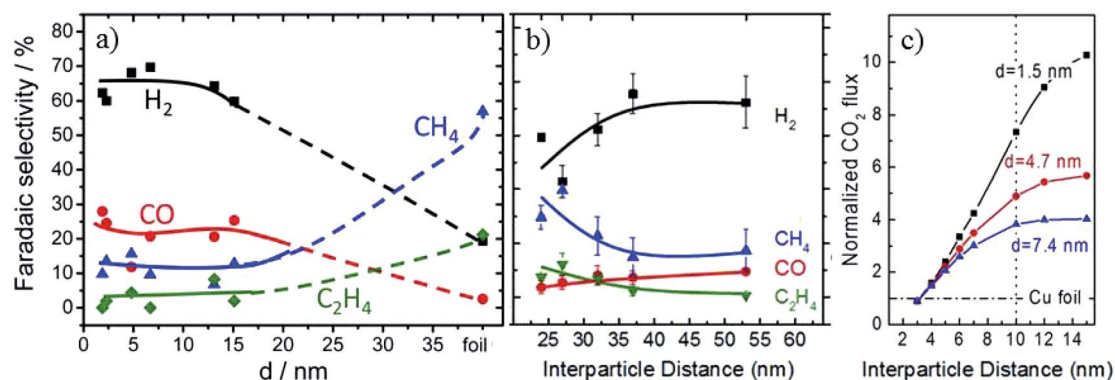 a)
Faradaic selectivity / %
80
70
60
50
40
30
20
10
0
H2
CH4
CO
C2H4
0 5 10 15 20 25 30 35 foil
d / nm
b)
H2
CH4
CO
C2H4
25 30 35 40 45 50 55 60
Interparticle Distance (nm)
c)
Normalized CO2 flux
10
8
6
4
2
0
d=1.5 nm
d=4.7 nm
d=7.4 nm
Cu foil
2 4 6 8 10 12 14
Interparticle Distance (nm)